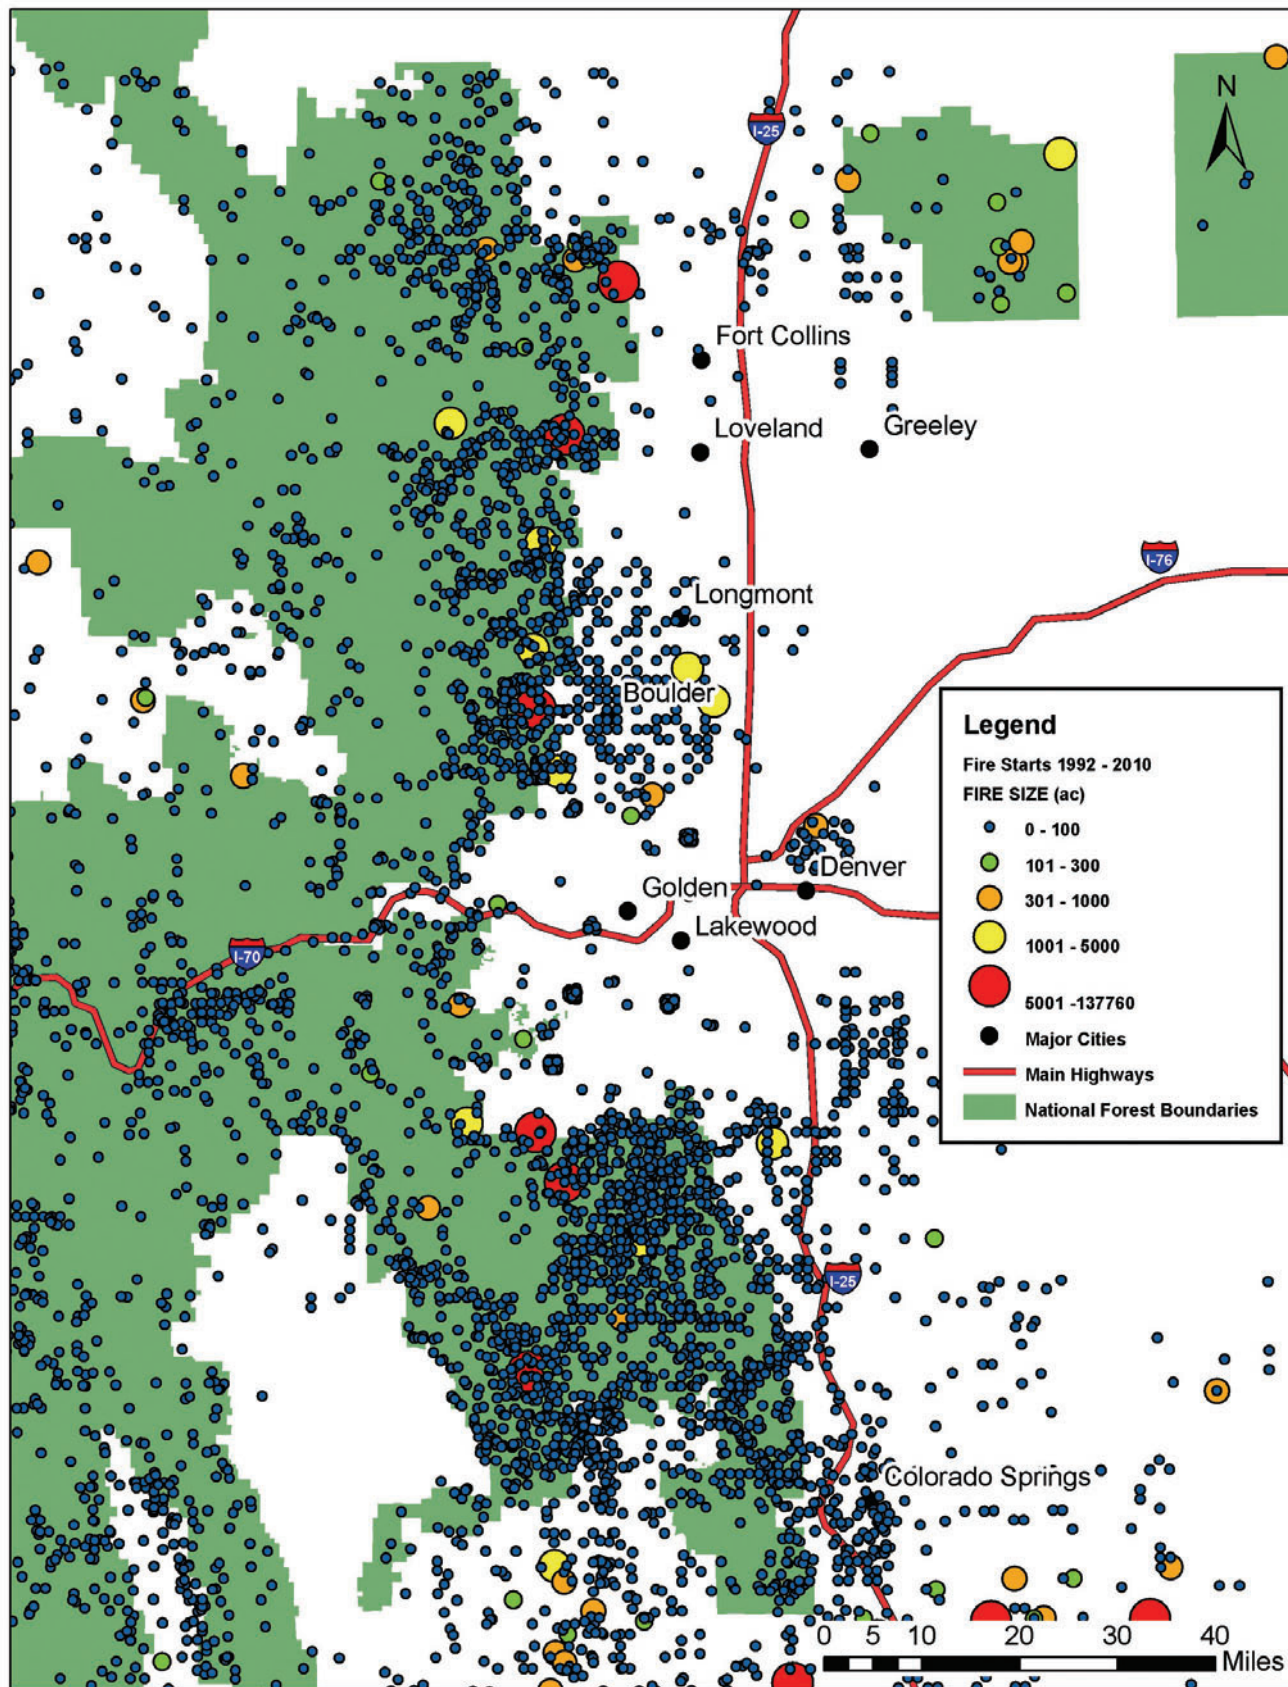 N
I-25
Fort Collins
Loveland
Greeley
I-76
Longmont
Boulder
Legend
Fire Starts 1992 - 2010
FIRE SIZE (ac)
0 - 100
101 - 300
301 - 1000
1001 - 5000
5001 -137760
Major Cities
Main Highways
National Forest Boundaries
Denver
Golden
Lakewood
I-70
I-25
Colorado Springs
0 5 10 20 30 40
Miles